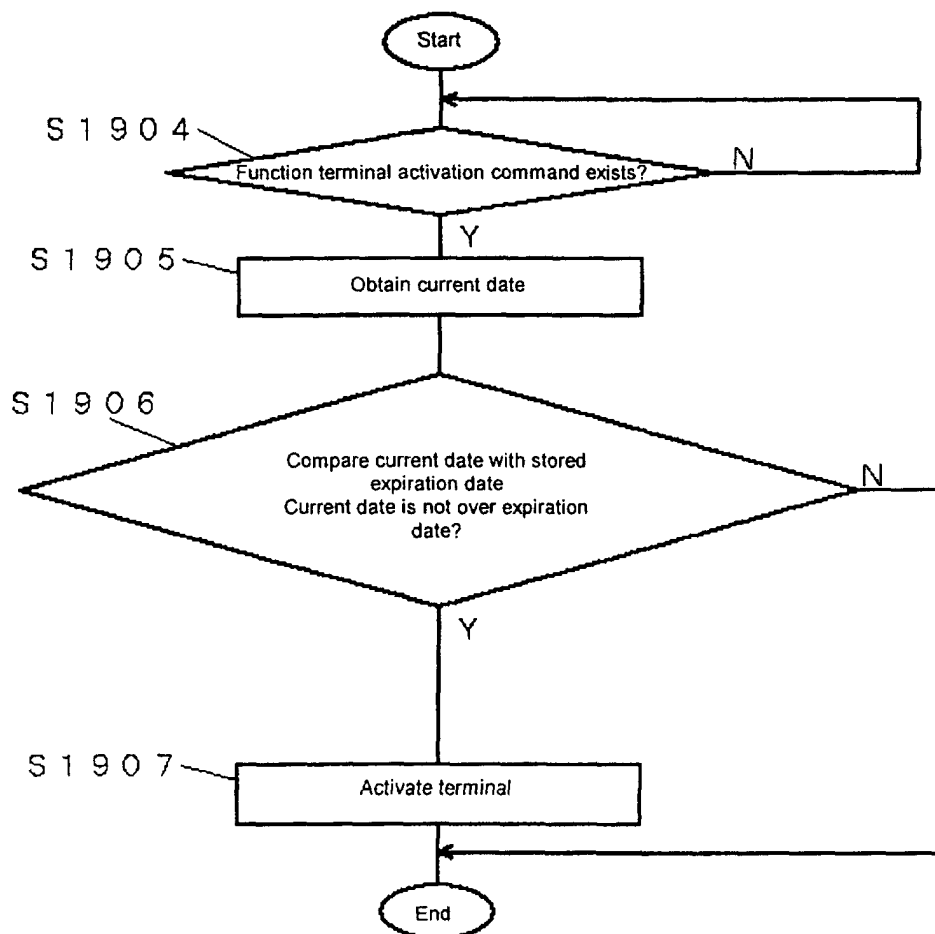 Start
S1904
Function terminal activation command exists?
N
Y
S1905
Obtain current date
S1906
Compare current date with stored
expiration date
Current date is not over expiration
date?
N
Y
S1907
Activate terminal
End